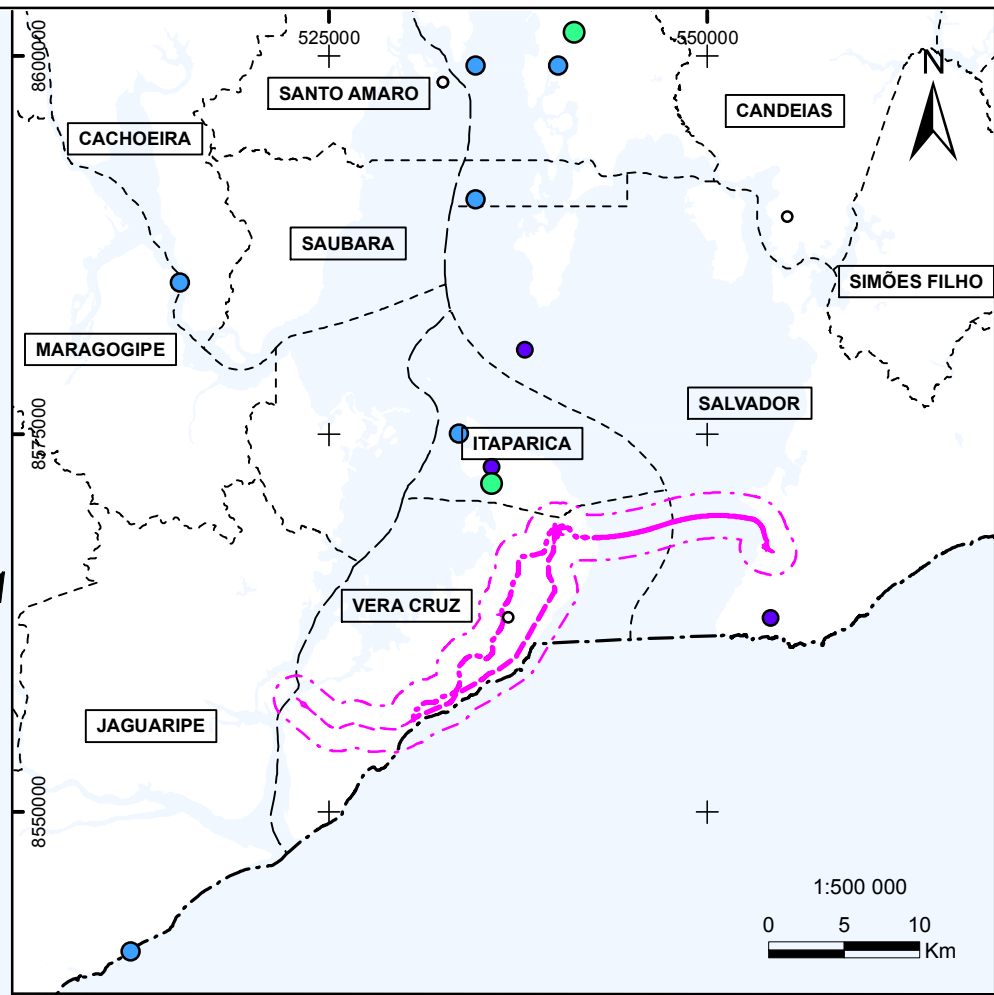 525000
550000
8600000
N
SANTO AMARO
CANDEIAS
CACHOEIRA
SAUBARA
SIMÕES FILHO
MARAGOGIPE
SALVADOR
8575000
ITAPARICA
VERA CRUZ
JAGUARIPE
8550000
1:500 000
0 5 10
Km